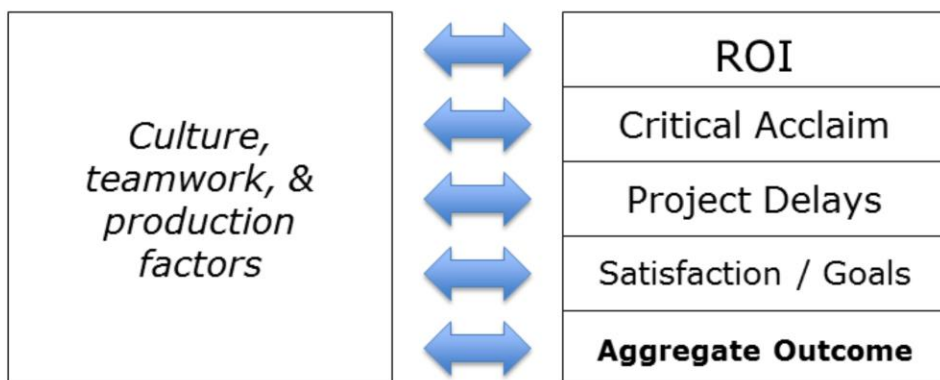 Culture,
teamwork, &
production
factors
ROI
Critical Acclaim
Project Delays
Satisfaction / Goals
Aggregate Outcome